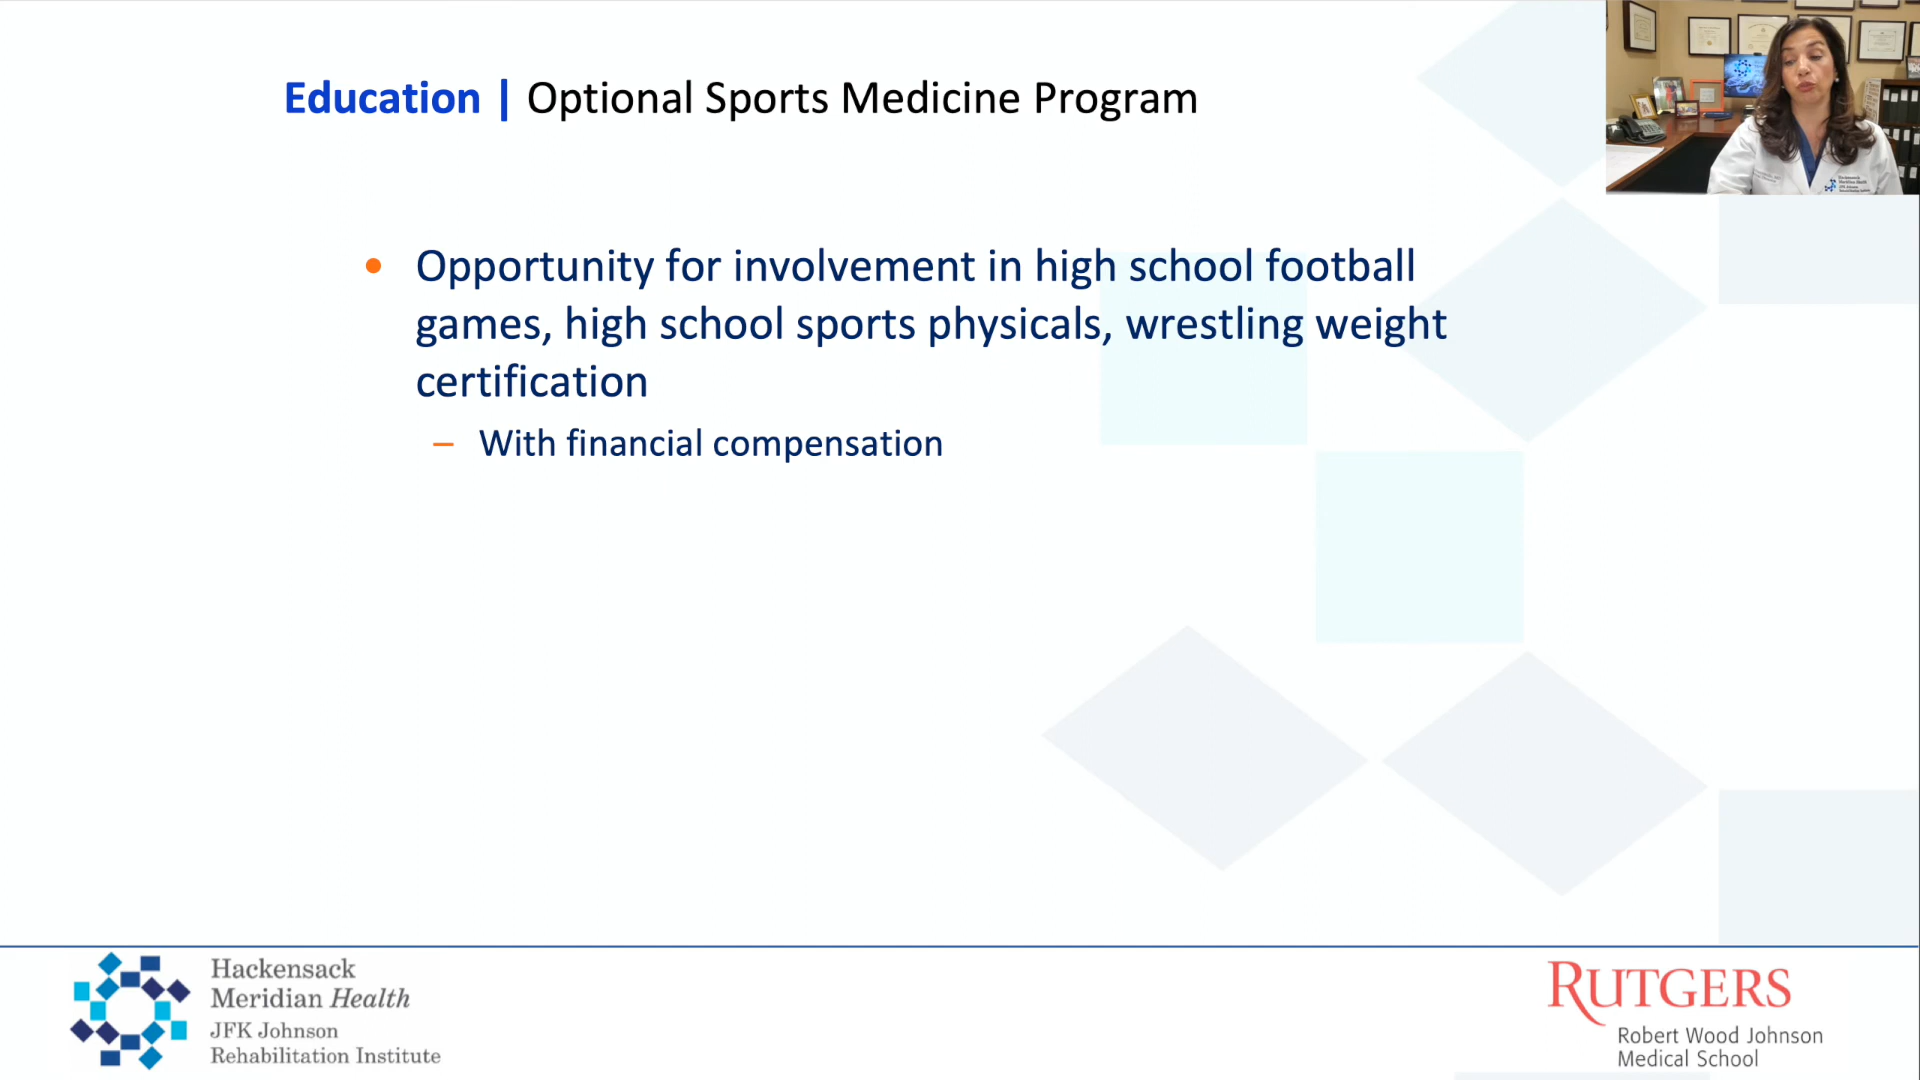 Education | Optional Sports Medicine Program
• Opportunity for involvement in high school football
games, high school sports physicals, wrestling weight
certification
– With financial compensation
Hackensack
Meridian Health
JFK Johnson
Rehabilitation Institute
RUTGERS
Robert Wood Johnson
Medical School